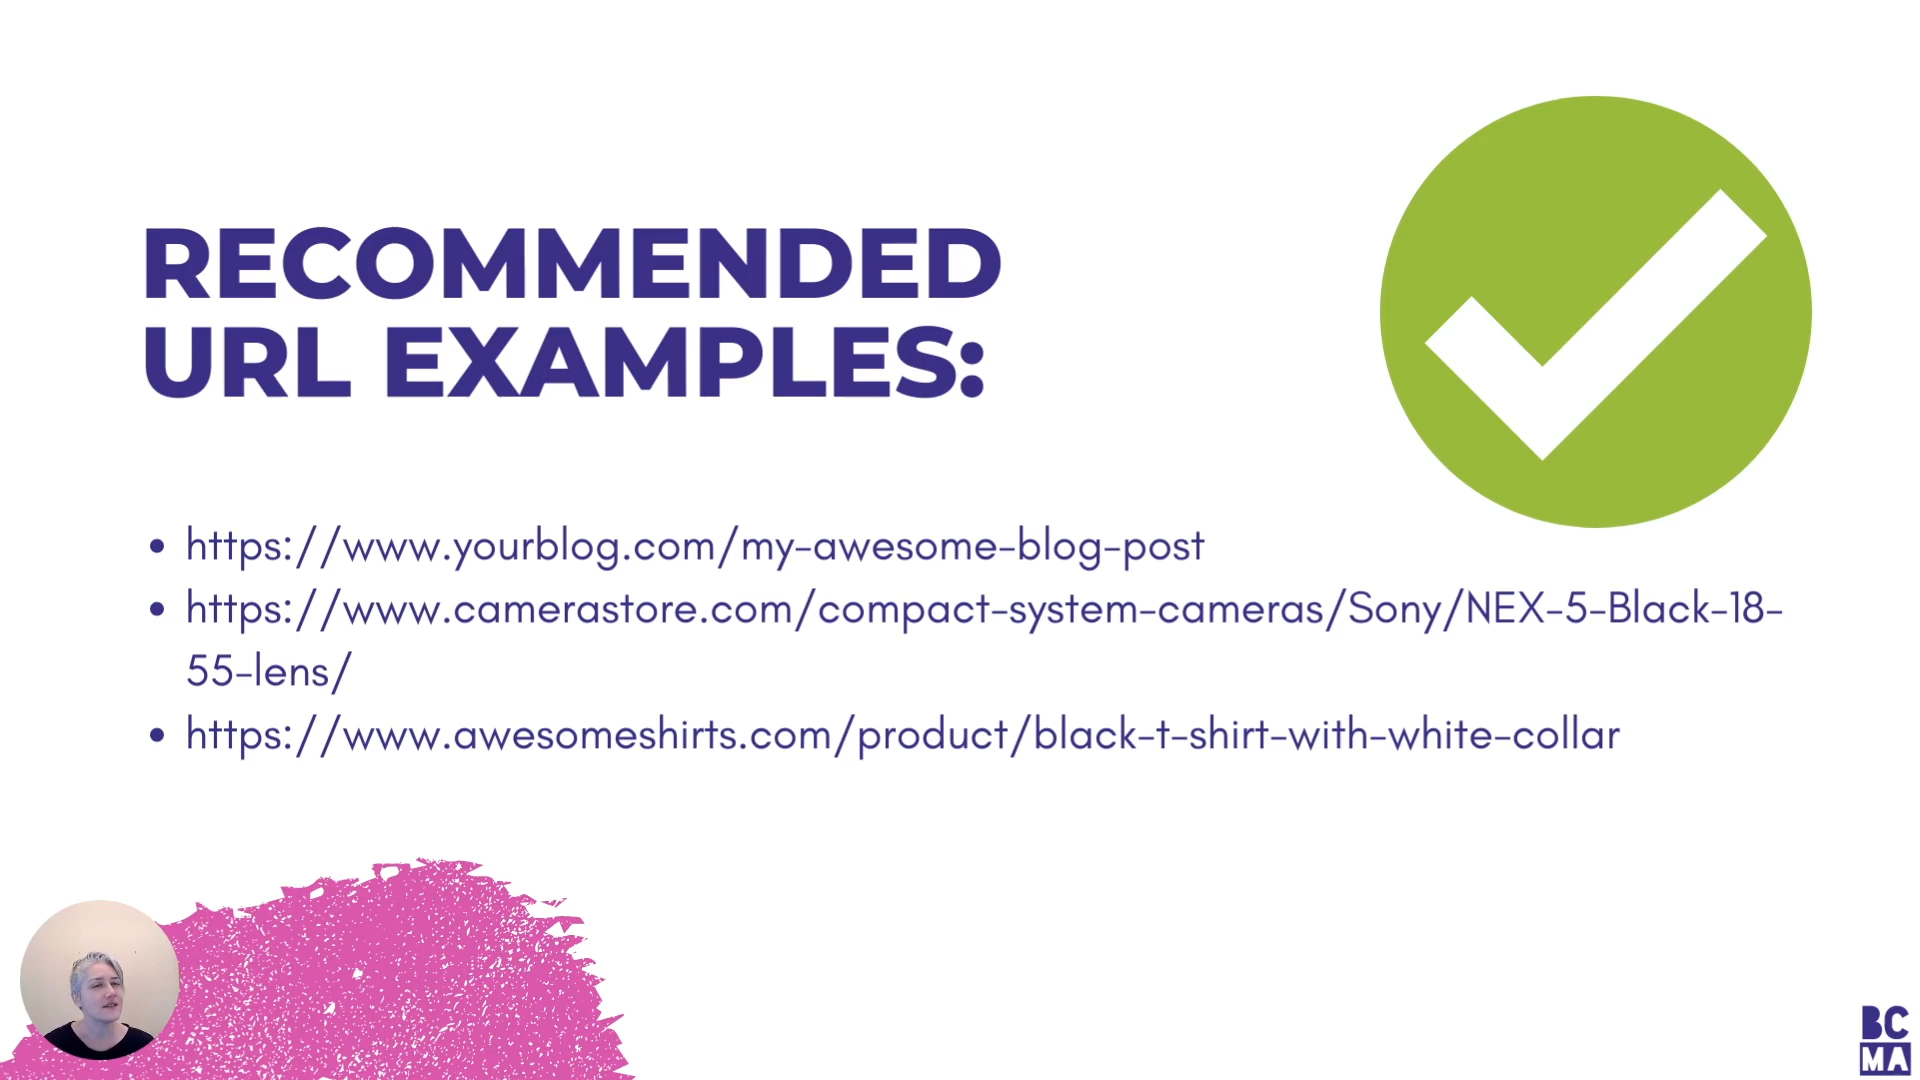 RECOMMENDED
URL EXAMPLES:
• https://www.yourblog.com/my-awesome-blog-post
• https://www.camerastore.com/compact-system-cameras/Sony/NEX-5-Black-18-
55-lens/
• https://www.awesomeshirts.com/product/black-t-shirt-with-white-collar
BC
MA